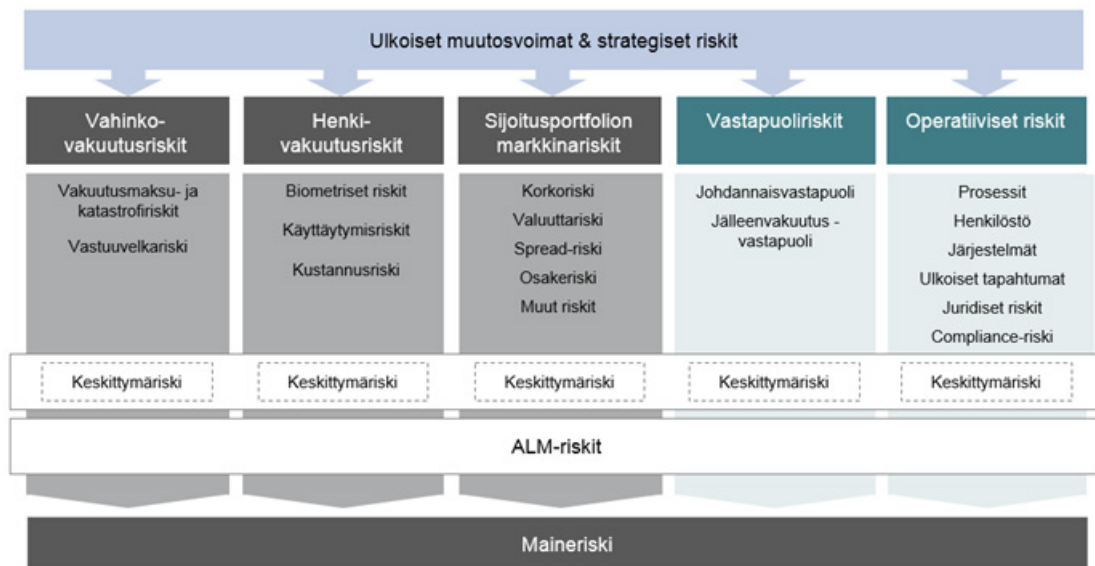 Ulkoiset muutosvoimat & strategiset riskit
Vahinko-
vakuutusriskit
Henki-
vakuutusriskit
Sijoitusportfolion
markkinariskit
Vastapuoliriskit
Operatiiviset riskit
Vakuutusmaksu- ja
katastrofiriskit
Vastuuvelkariski
Biometriset riskit
Käyttäytymisriskit
Kustannusriski
Korkoriski
Valuuttariski
Spread-riski
Osakeriski
Muut riskit
Johdannaisvastapuoli
Jälleenvakuutus -
vastapuoli
Prosessit
Henkilöstö
Järjestelmät
Ulkoiset tapahtumat
Juridiset riskit
Compliance-riski
Keskittymäriski
Keskittymäriski
Keskittymäriski
Keskittymäriski
Keskittymäriski
ALM-riskit
Maineriski